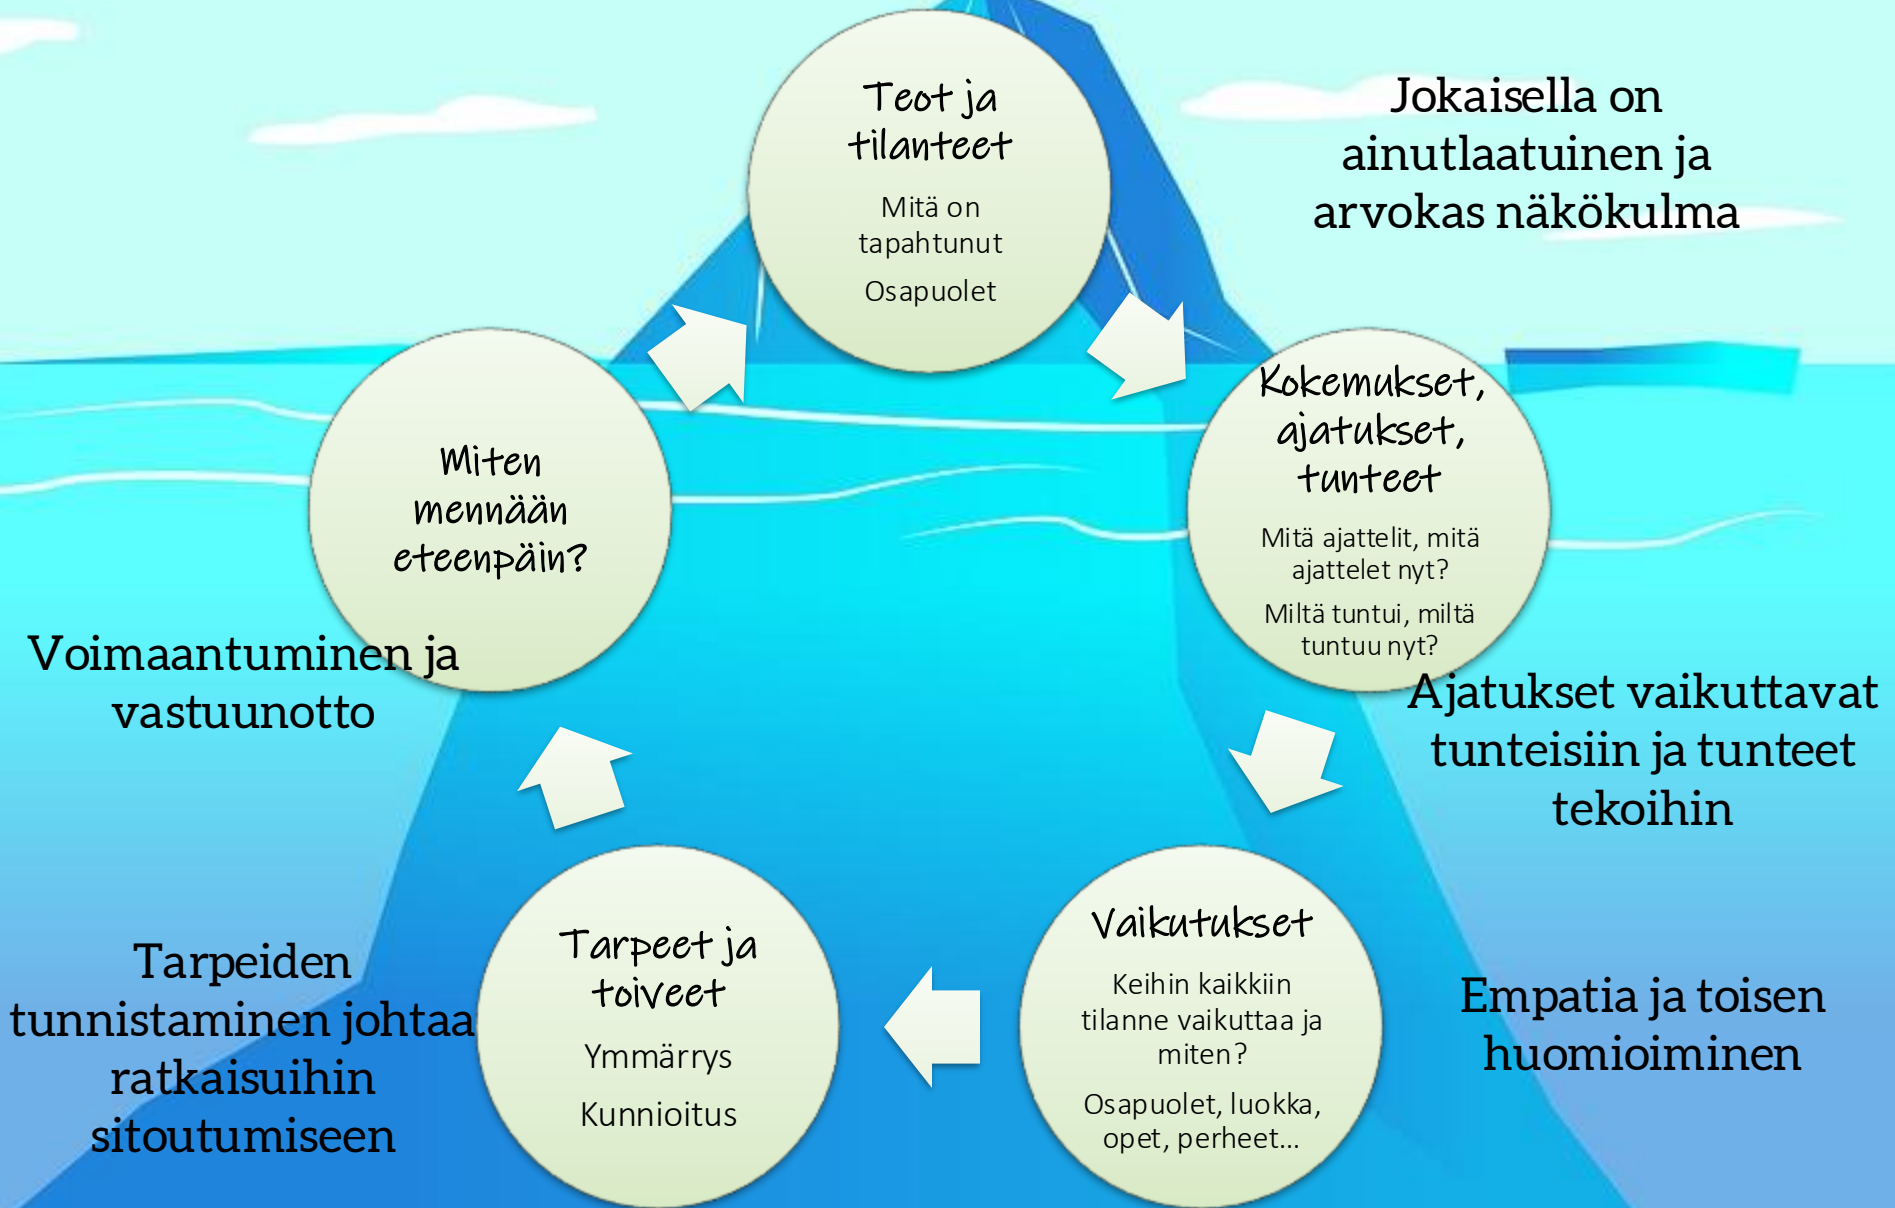 Teot ja
tilanteet
Mitä on
tapahtunut
Osapuolet
Jokaisella on
ainutlaatuinen ja
arvokas näkökulma
Kokemukset,
ajatukset,
tunteet
Mitä ajattelit, mitä
ajattelet nyt?
Miltä tuntui, miltä
tuntuu nyt?
Ajatukset vaikuttavat
tunteisiin ja tunteet
tekoihin
Vaikutukset
Keihin kaikkiin
tilanne vaikuttaa ja
miten?
Osapuolet, luokka,
opet, perheet...
Empatia ja toisen
huomioiminen
Tarpeet ja
toiveet
Ymmärrys
Kunnioitus
Tarpeiden
tunnistaminen johtaa
ratkaisuihin
sitoutumiseen
Miten
mennään
eteenpäin?
Voimaantuminen ja
vastuunotto